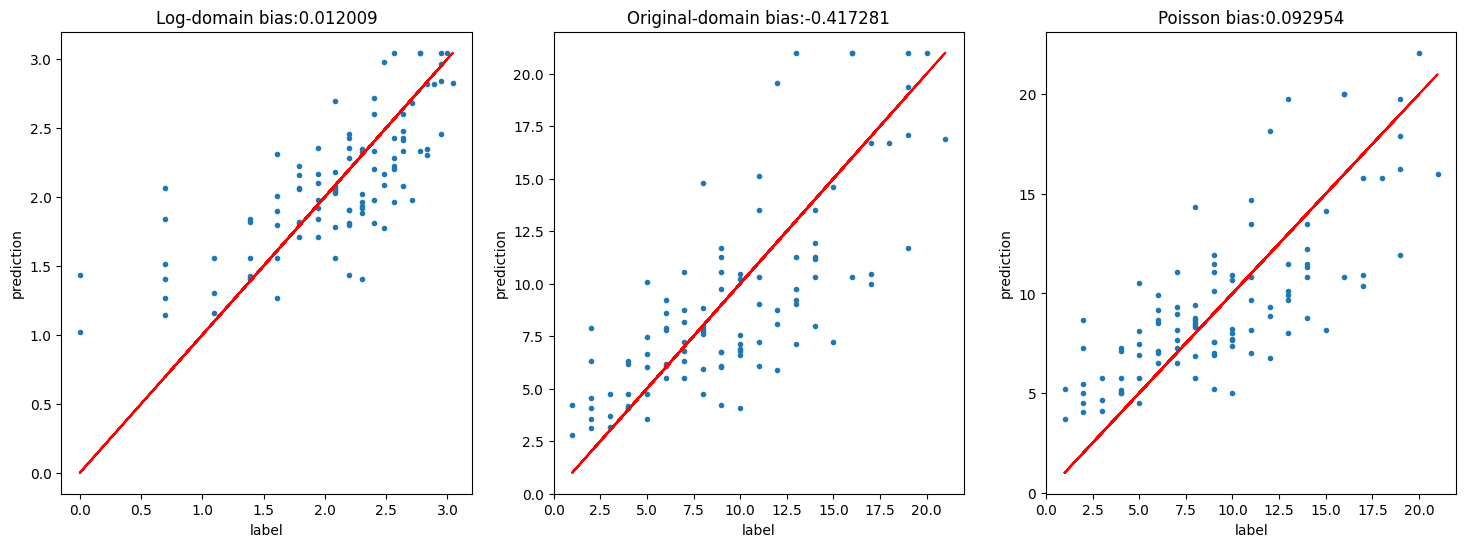 Log-domain bias:0.012009
3.0
2.5
2.0
1.5
1.0
0.5
0.0
prediction
0.0 0.5 1.0 1.5 2.0 2.5 3.0
label
Original-domain bias:-0.417281
20.0
17.5
15.0
12.5
10.0
7.5
5.0
2.5
0.0
prediction
0.0 2.5 5.0 7.5 10.0 12.5 15.0 17.5 20.0
label
Poisson bias:0.092954
20
15
10
5
0
prediction
0.0 2.5 5.0 7.5 10.0 12.5 15.0 17.5 20.0
label